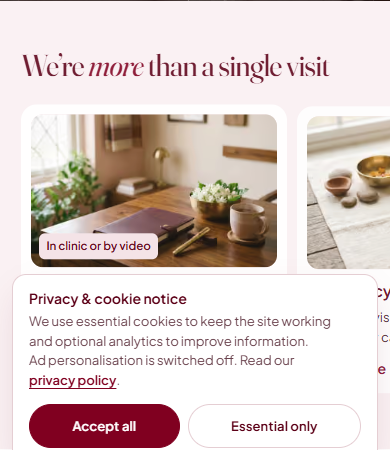 We're more than a single visit
In clinic or by video
Privacy & cookie notice
We use essential cookies to keep the site working
and optional analytics to improve information.
Ad personalisation is switched off. Read our
privacy policy.
Accept all
Essential only